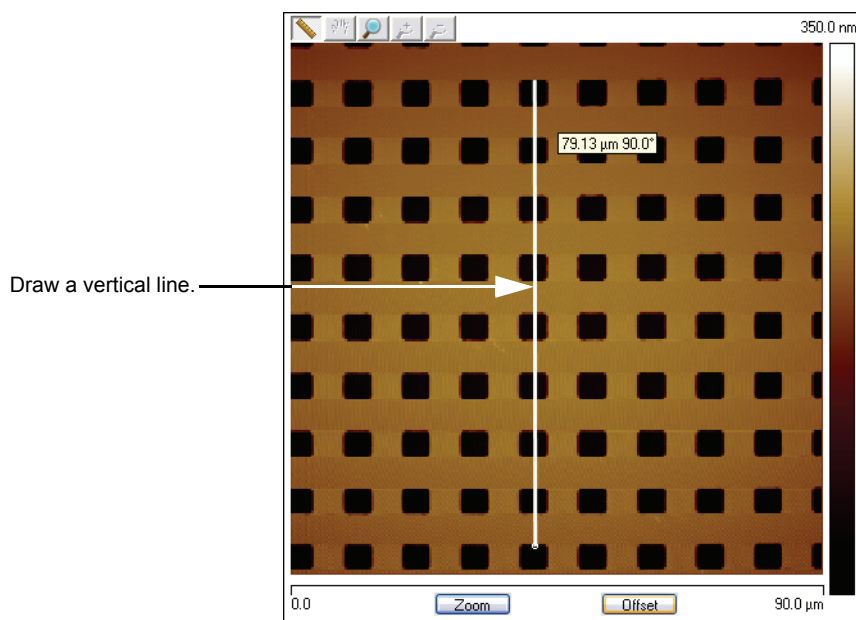 350.0 nm
79.13 µm 90.0°
Draw a vertical line.
0.0
Zoom
Offset
90.0 µm